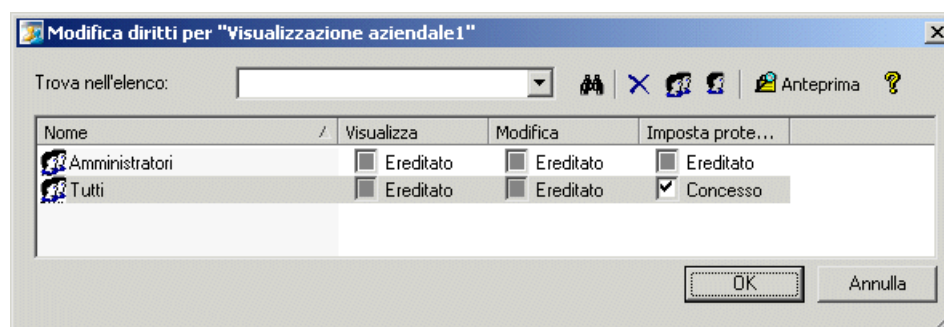 Modifica diritti per "Visualizzazione aziendale1"
Trova nell'elenco: Anteprima
Nome Visualizza Modifica Imposta prote...
Amministratori Ereditato Ereditato Ereditato
Tutti Ereditato Ereditato Concesso
OK Annulla